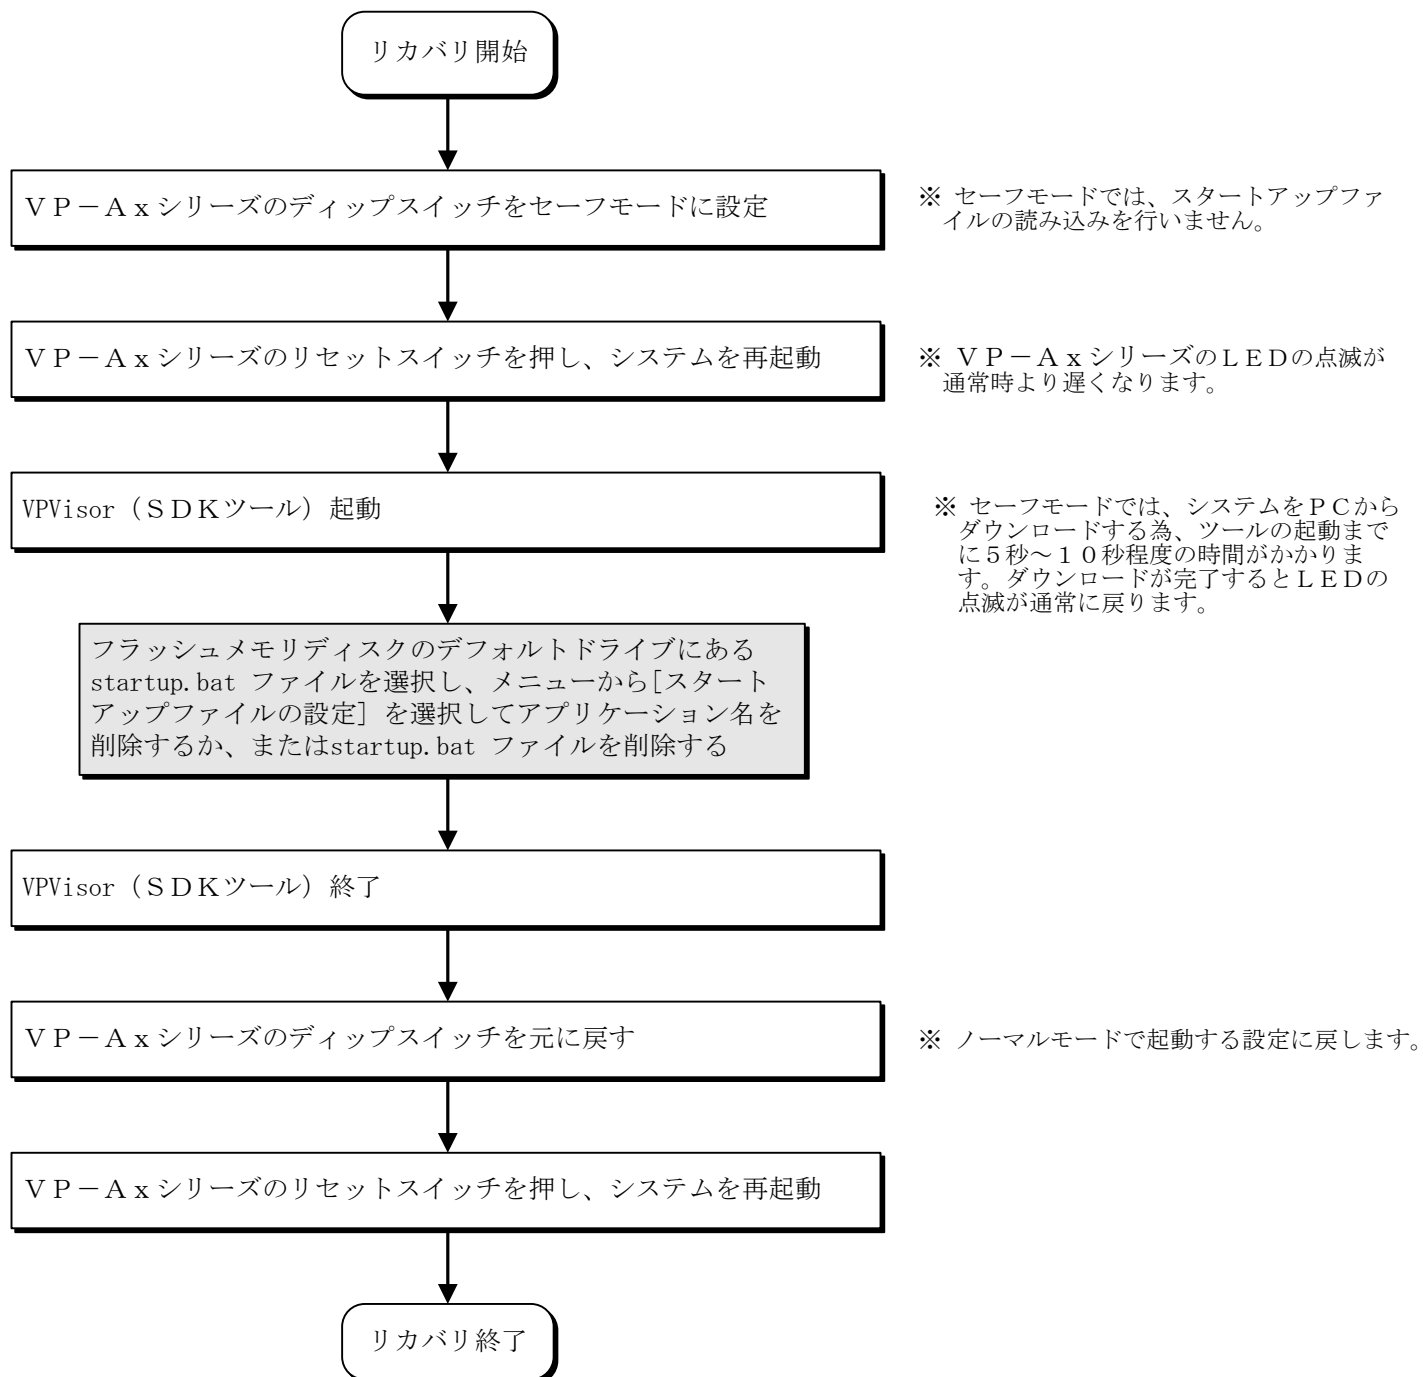 リカバリ開始
ＶＰ－Ａｘシリーズのディップスイッチをセーフモードに設定
※ セーフモードでは、スタートアップファ
イルの読み込みを行いません。
ＶＰ－Ａｘシリーズのリセットスイッチを押し、システムを再起動
※ ＶＰ－ＡｘシリーズのＬＥＤの点滅が
通常時より遅くなります。
VPVisor（ＳＤＫツール）起動
※ セーフモードでは、システムをＰＣから
ダウンロードする為、ツールの起動まで
に５秒～１０秒程度の時間がかかりま
す。ダウンロードが完了するとＬＥＤの
点滅が通常に戻ります。
フラッシュメモリディスクのデフォルトドライブにある
startup.bat ファイルを選択し、メニューから[スタート
アップファイルの設定] を選択してアプリケーション名を
削除するか、またはstartup.bat ファイルを削除する
VPVisor（ＳＤＫツール）終了
ＶＰ－Ａｘシリーズのディップスイッチを元に戻す
※ ノーマルモードで起動する設定に戻します。
ＶＰ－Ａｘシリーズのリセットスイッチを押し、システムを再起動
リカバリ終了